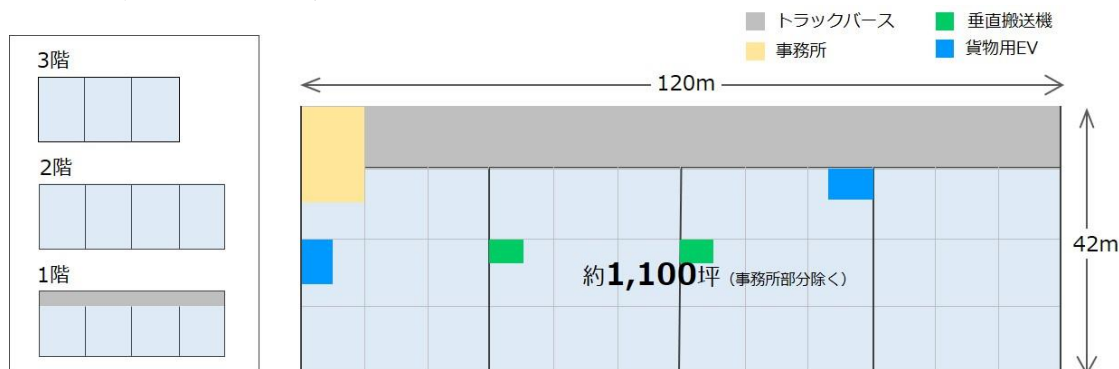 トラックバース
垂直搬送機
事務所
貨物用EV
3階
2階
1階
120m
42m
約1,100坪（事務所部分除く）